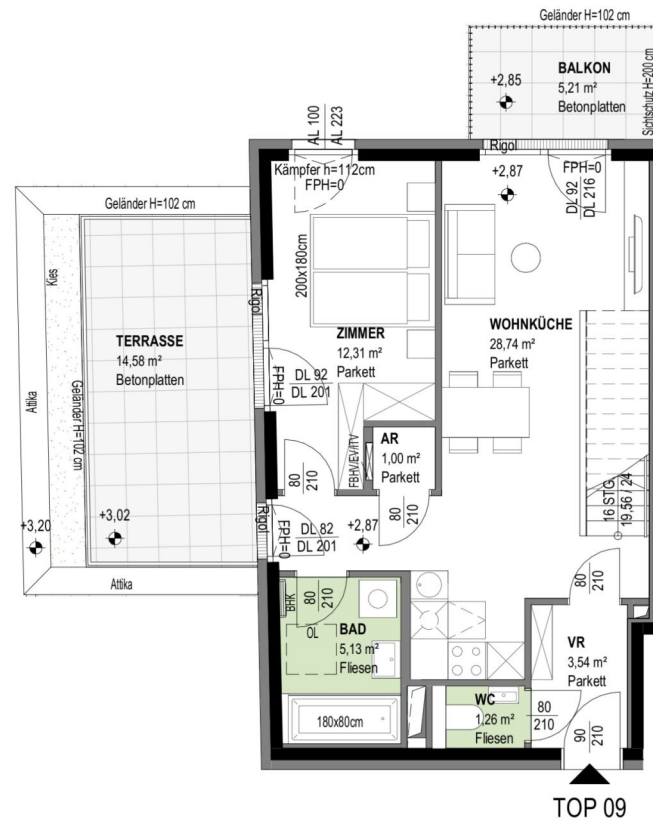 Geländer H=102 cm
BALKON
5,21 m²
Betonplatten
+2,85
Sichtschutz H=200 cm
AL 100
AL 223
Rigol
Kämpfer h=112cm
FPH=0
+2,87
FPH=0
DL 92
DL 216
Geländer H=102 cm
Kies
200x180cm
Rigol
TERRASSE
14,58 m²
Betonplatten
ZIMMER
12,31 m²
Parkett
WOHNKÜCHE
28,74 m²
Parkett
Attika
Geländer H=102 cm
FPH=0
DL 92
DL 201
FBHV/EV/ITV
AR
1,00 m²
Parkett
80
210
80
210
16 STG
19,56 / 24
+3,20
+3,02
Rigol
FPH=0
DL 82
DL 201
+2,87
Attika
BHK
80
210
OL
BAD
5,13 m²
Fliesen
80
210
VR
3,54 m²
Parkett
180x80cm
WC
1,26 m²
Fliesen
80
210
90
210
TOP 09